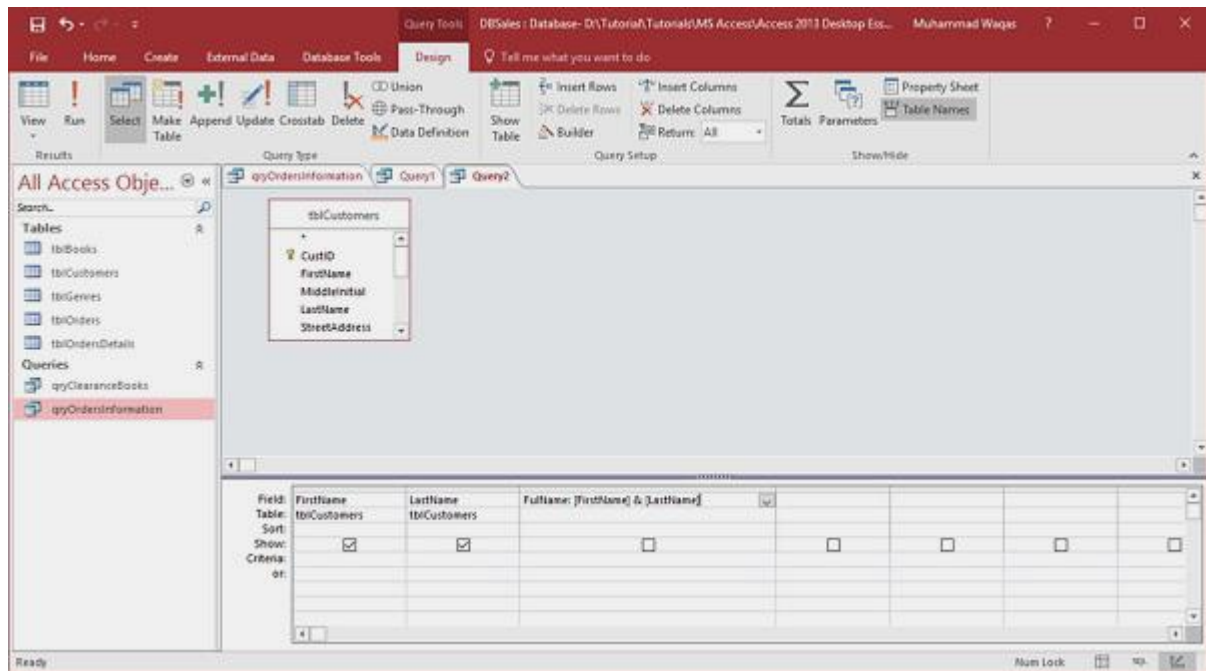 Query Tools DBSales : Database- D:\Tutorial\Tutorials\MS Access\Access 2013 Desktop Ess... Muhammad Waqas ?
File Home Create External Data Database Tools Design Tell me what you want to do
View Run Select Make Table Append Update Crosstab Delete
Union
Pass-Through
Data Definition
Show Table
Insert Rows
Delete Rows
Builder
Insert Columns
Delete Columns
Return: All
Totals Parameters
Property Sheet
Table Names
Results Query Type Query Setup Show/Hide
All Access Obje...
qryOrdersInformation Query1 Query2
Search...
Tables
tblBooks
tblCustomers
tblGenres
tblOrders
tblOrdersDetails
Queries
qryClearanceBooks
qryOrdersInformation
tblCustomers
*
CustID
FirstName
MiddleInitial
LastName
StreetAddress
Field: FirstName LastName FullName: [FirstName] & [LastName]
Table: tblCustomers tblCustomers
Sort:
Show:
Criteria:
or:
Ready Num Lock SQL